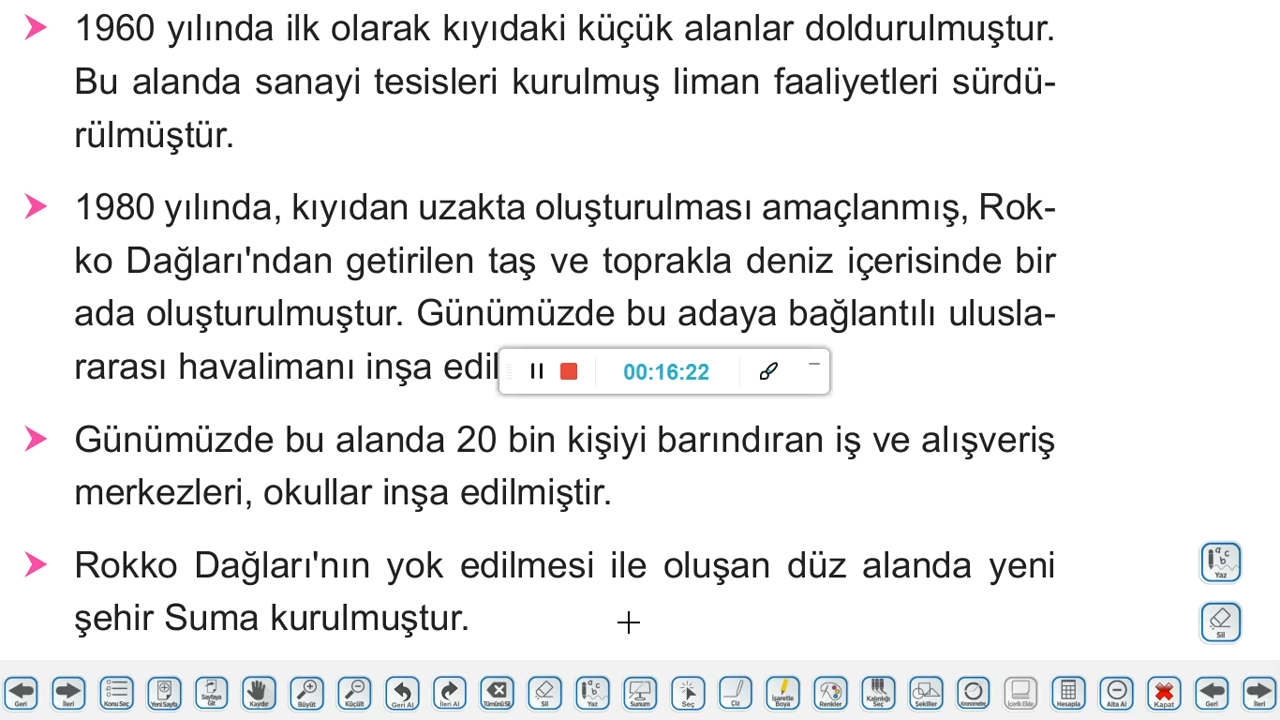 1960 yılında ilk olarak kıyıdaki küçük alanlar doldurulmuştur.
Bu alanda sanayi tesisleri kurulmuş liman faaliyetleri sürdü-
rülmüştür.
1980 yılında, kıyıdan uzakta oluşturulması amaçlanmış, Rok-
ko Dağları'ndan getirilen taş ve toprakla deniz içerisinde bir
ada oluşturulmuştur. Günümüzde bu adaya bağlantılı ulusla-
rarası havalimanı inşa edil
00:16:22
Günümüzde bu alanda 20 bin kişiyi barındıran iş ve alışveriş
merkezleri, okullar inşa edilmiştir.
Rokko Dağları'nın yok edilmesi ile oluşan düz alanda yeni
şehir Suma kurulmuştur.
a b c
Yaz
Sil
Geri İleri Konu Seç Yeni Sayfa Sayfaya Git Kaydır Büyüt Küçült Geri Al İleri Al Tümünü Sil Sil Yaz Sunum Seç Çiz İşaretle Boya Renkler Kalınlığı Seç Şekiller Kronometre İçerik Ekle Hesapla Alta Al Kapat Geri İleri